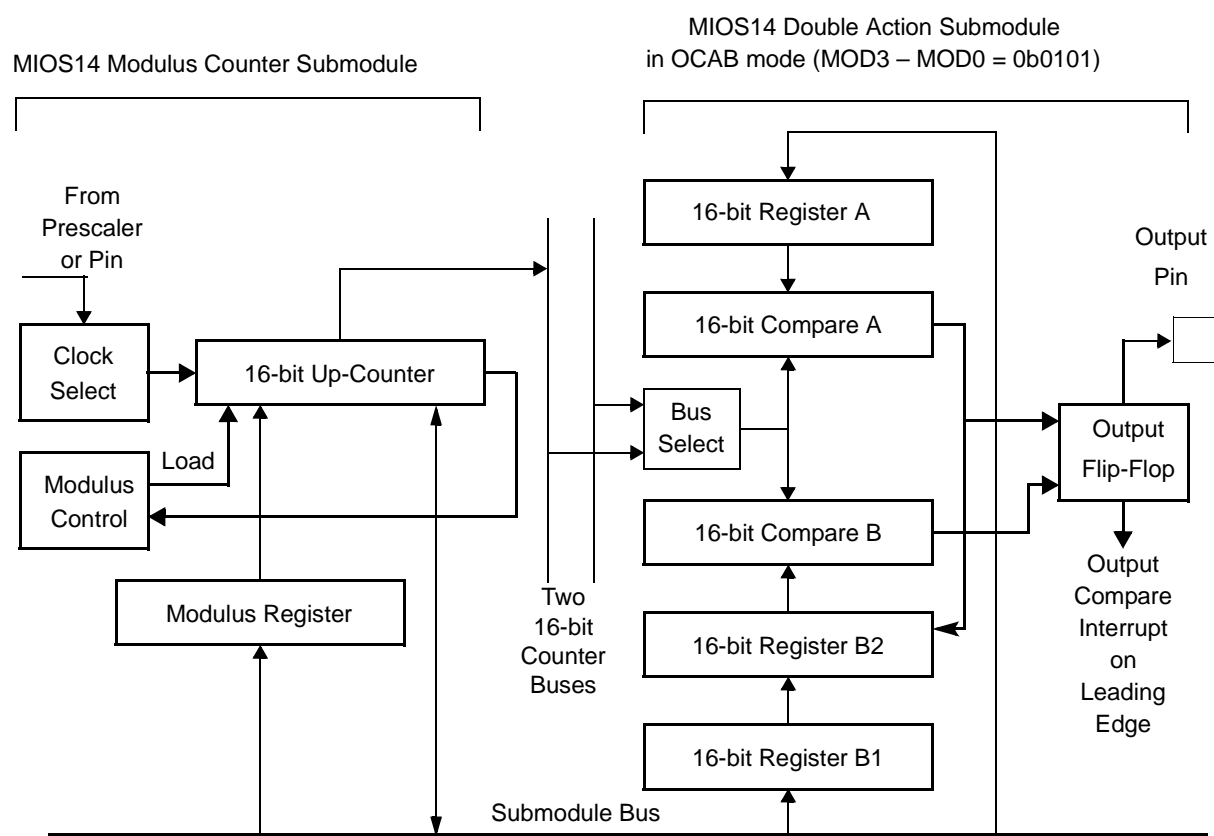 MIOS14 Modulus Counter Submodule
MIOS14 Double Action Submodule
in OCAB mode (MOD3 – MOD0 = 0b0101)
From
Prescaler
or Pin
Clock
Select
16-bit Up-Counter
Load
Modulus
Control
Modulus Register
Two
16-bit
Counter
Buses
16-bit Register A
16-bit Compare A
Bus
Select
16-bit Compare B
16-bit Register B2
16-bit Register B1
Output
Pin
Output
Flip-Flop
Output
Compare
Interrupt
on
Leading
Edge
Submodule Bus